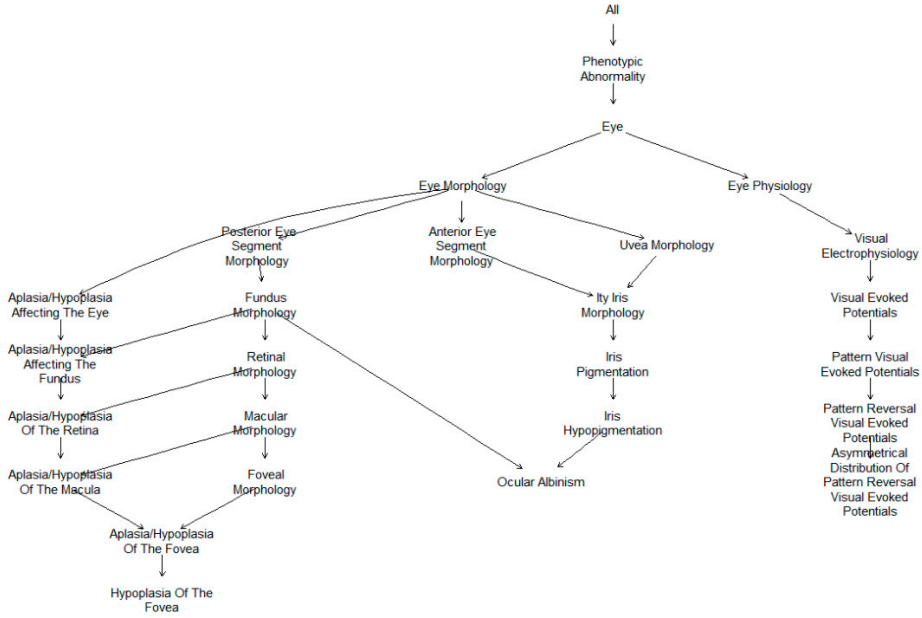 All
Phenotypic
Abnormality
Eye
Eye Morphology
Eye Physiology
Posterior Eye
Segment
Morphology
Anterior Eye
Segment
Morphology
Uvea Morphology
Visual
Electrophysiology
Aplasia/Hypoplasia
Affecting The Eye
Fundus
Morphology
Ity Iris
Morphology
Visual Evoked
Potentials
Aplasia/Hypoplasia
Affecting The
Fundus
Retinal
Morphology
Iris
Pigmentation
Pattern Visual
Evoked Potentials
Aplasia/Hypoplasia
Of The Retina
Macular
Morphology
Iris
Hypopigmentation
Pattern Reversal
Visual Evoked
Potentials
Aplasia/Hypoplasia
Of The Macula
Foveal
Morphology
Ocular Albinism
Asymmetrical
Distribution Of
Pattern Reversal
Visual Evoked
Potentials
Aplasia/Hypoplasia
Of The Fovea
Hypoplasia Of The
Fovea